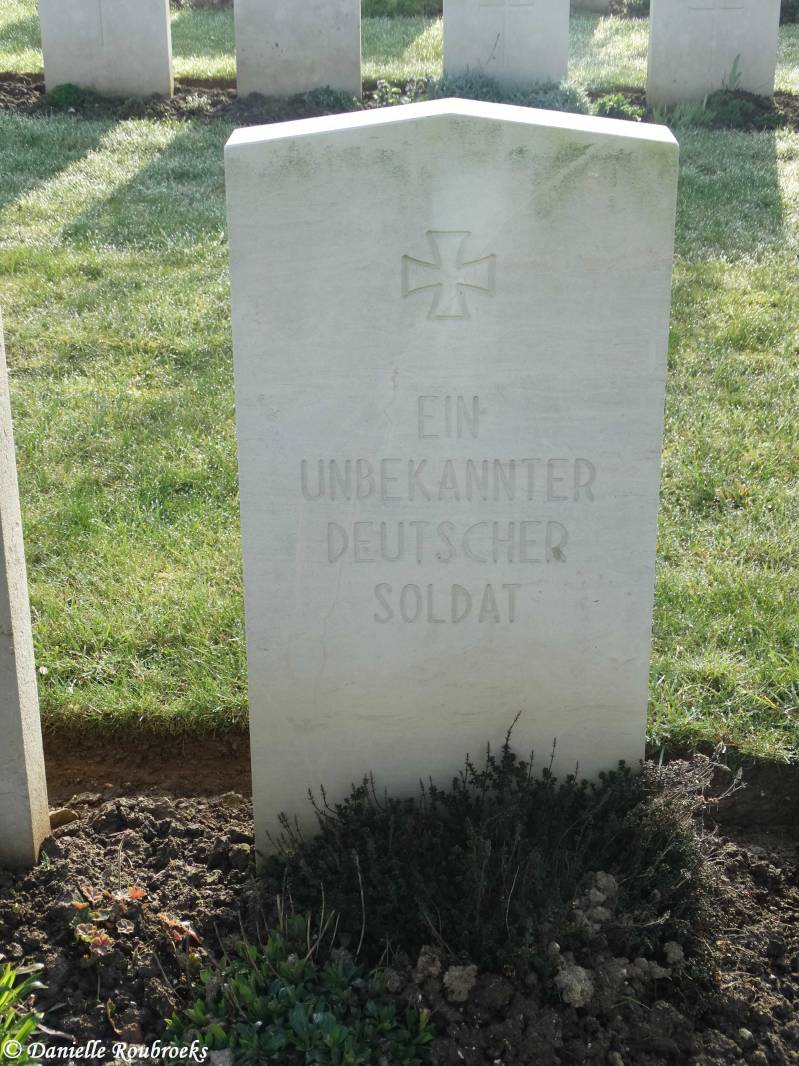 EIN
UNBEKANNTER
DEUTSCHER
SOLDAT
© Danielle Roubroeks